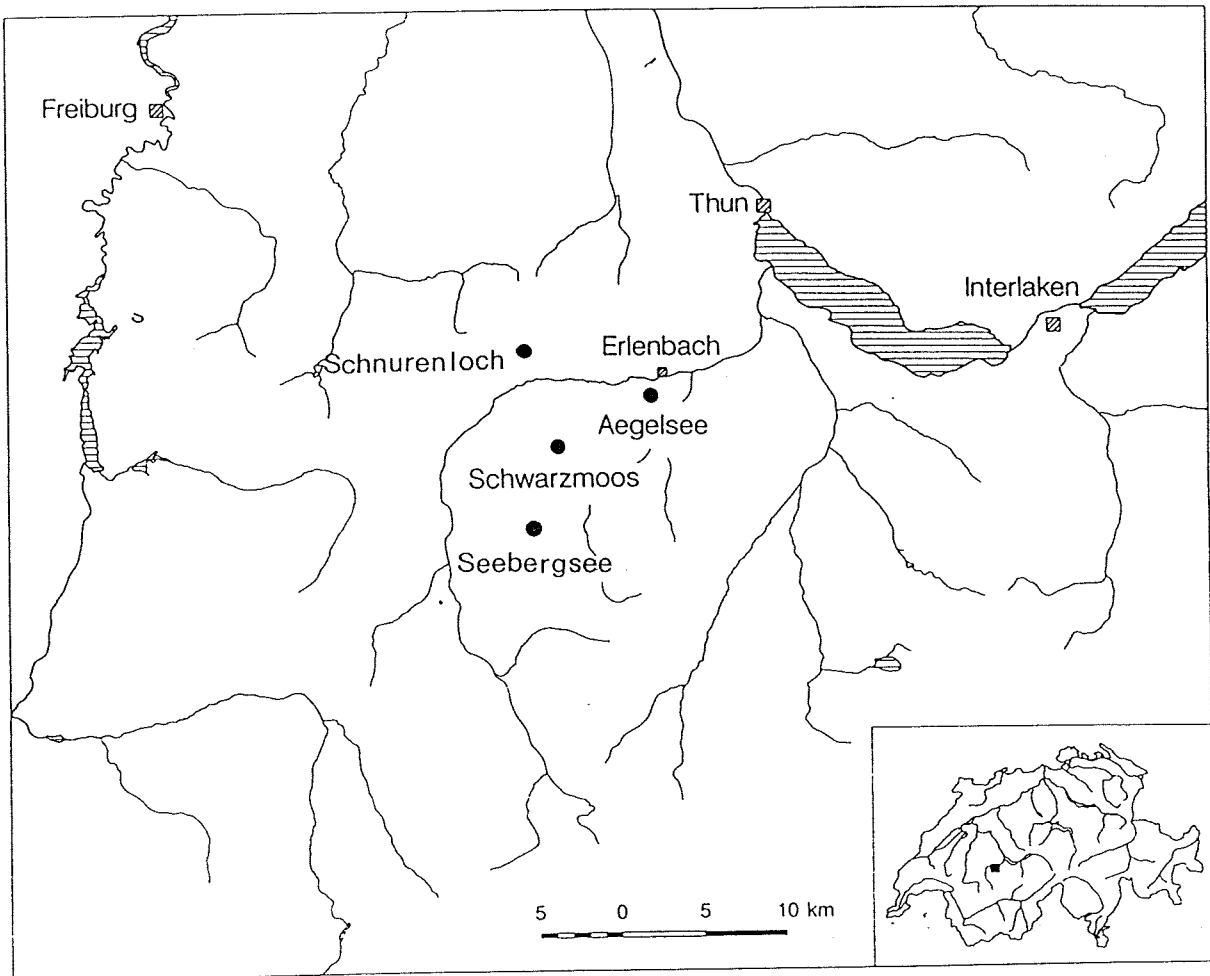 Freiburg
Thun
Interlaken
Schnurenloch
Erlenbach
Aegelsee
Schwarzmoos
Seebergsee
5 0 5 10 km